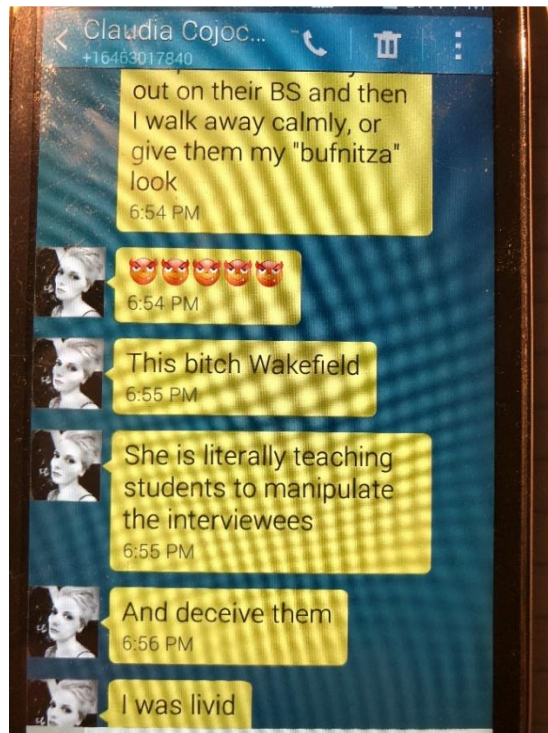 Claudia Cojoc...
+16463017840
out on their BS and then
I walk away calmly, or
give them my "bufnitza"
look
6:54 PM
6:54 PM
This bitch Wakefield
6:55 PM
She is literally teaching
students to manipulate
the interviewees
6:55 PM
And deceive them
6:56 PM
I was livid